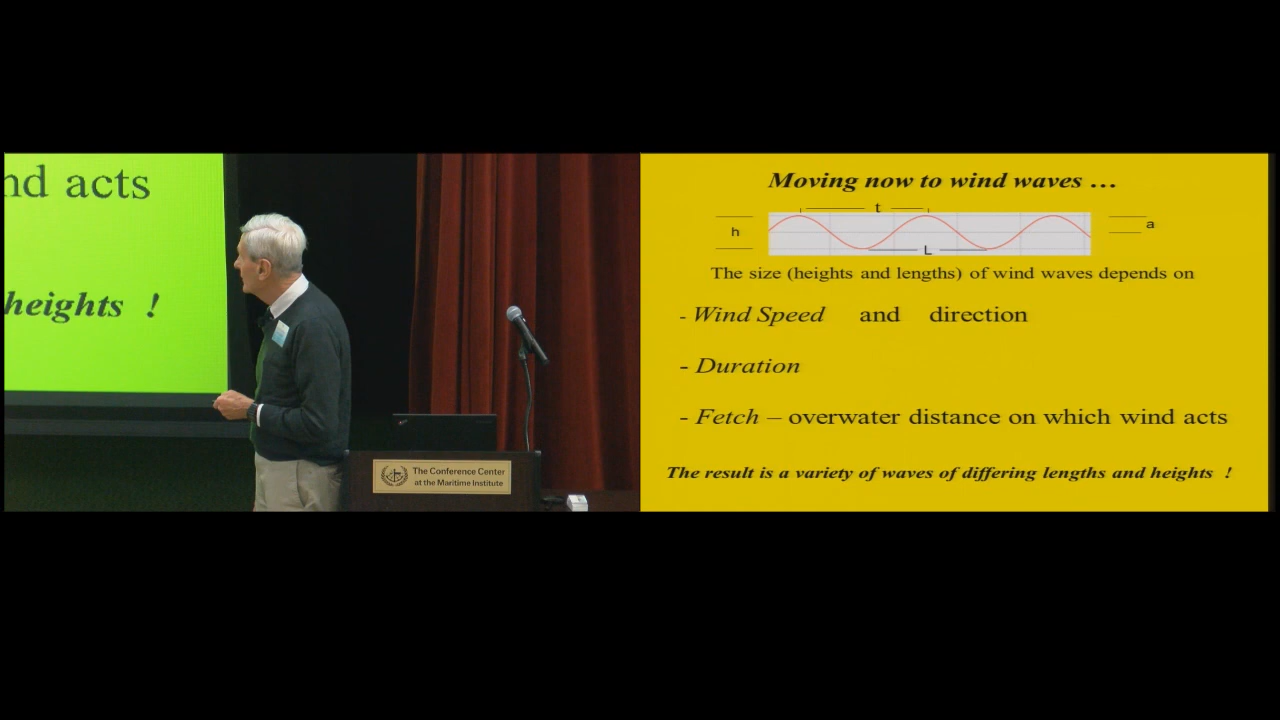 nd acts
heights !
The Conference Center
at the Maritime Institute
Moving now to wind waves …
t
h
a
L
The size (heights and lengths) of wind waves depends on
- Wind Speed and direction
- Duration
- Fetch – overwater distance on which wind acts
The result is a variety of waves of differing lengths and heights !